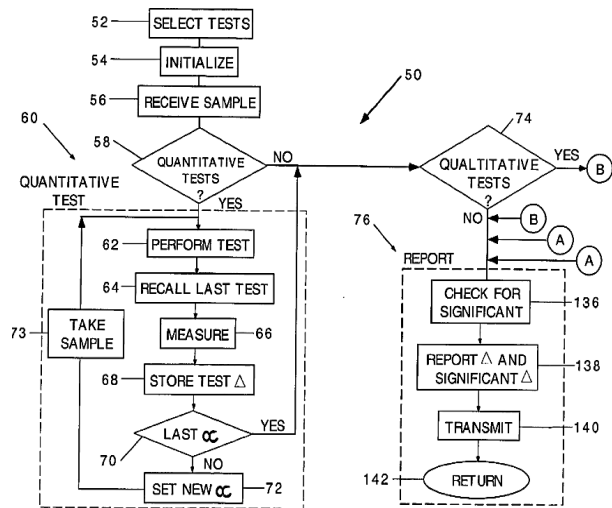 52
SELECT TESTS
54
INITIALIZE
56
RECEIVE SAMPLE
50
60
58
QUANTITATIVE
TESTS
?
NO
YES
QUANTITATIVE
TEST
74
QUALTITATIVE
TESTS
?
YES
B
NO
B
A
A
62
PERFORM TEST
64
RECALL LAST TEST
73
TAKE
SAMPLE
MEASURE
66
68
STORE TEST Δ
70
LAST ∝
YES
NO
SET NEW ∝
72
76
REPORT
CHECK FOR
SIGNIFICANT
136
REPORT Δ AND
SIGNIFICANT Δ
138
TRANSMIT
140
142
RETURN